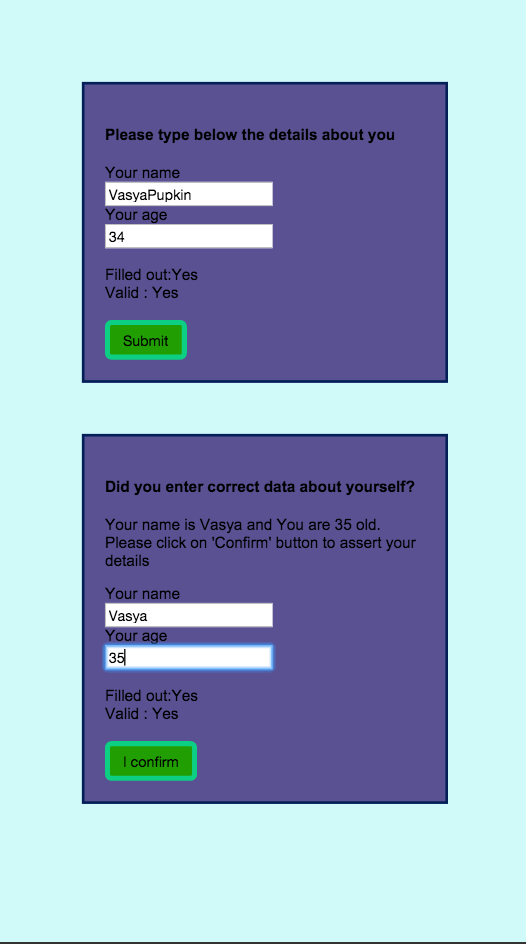 Please type below the details about you
Your name
VasyaPupkin
Your age
34
Filled out:Yes
Valid : Yes
Submit
Did you enter correct data about yourself?
Your name is Vasya and You are 35 old.
Please click on 'Confirm' button to assert your
details
Your name
Vasya
Your age
35
Filled out:Yes
Valid : Yes
I confirm